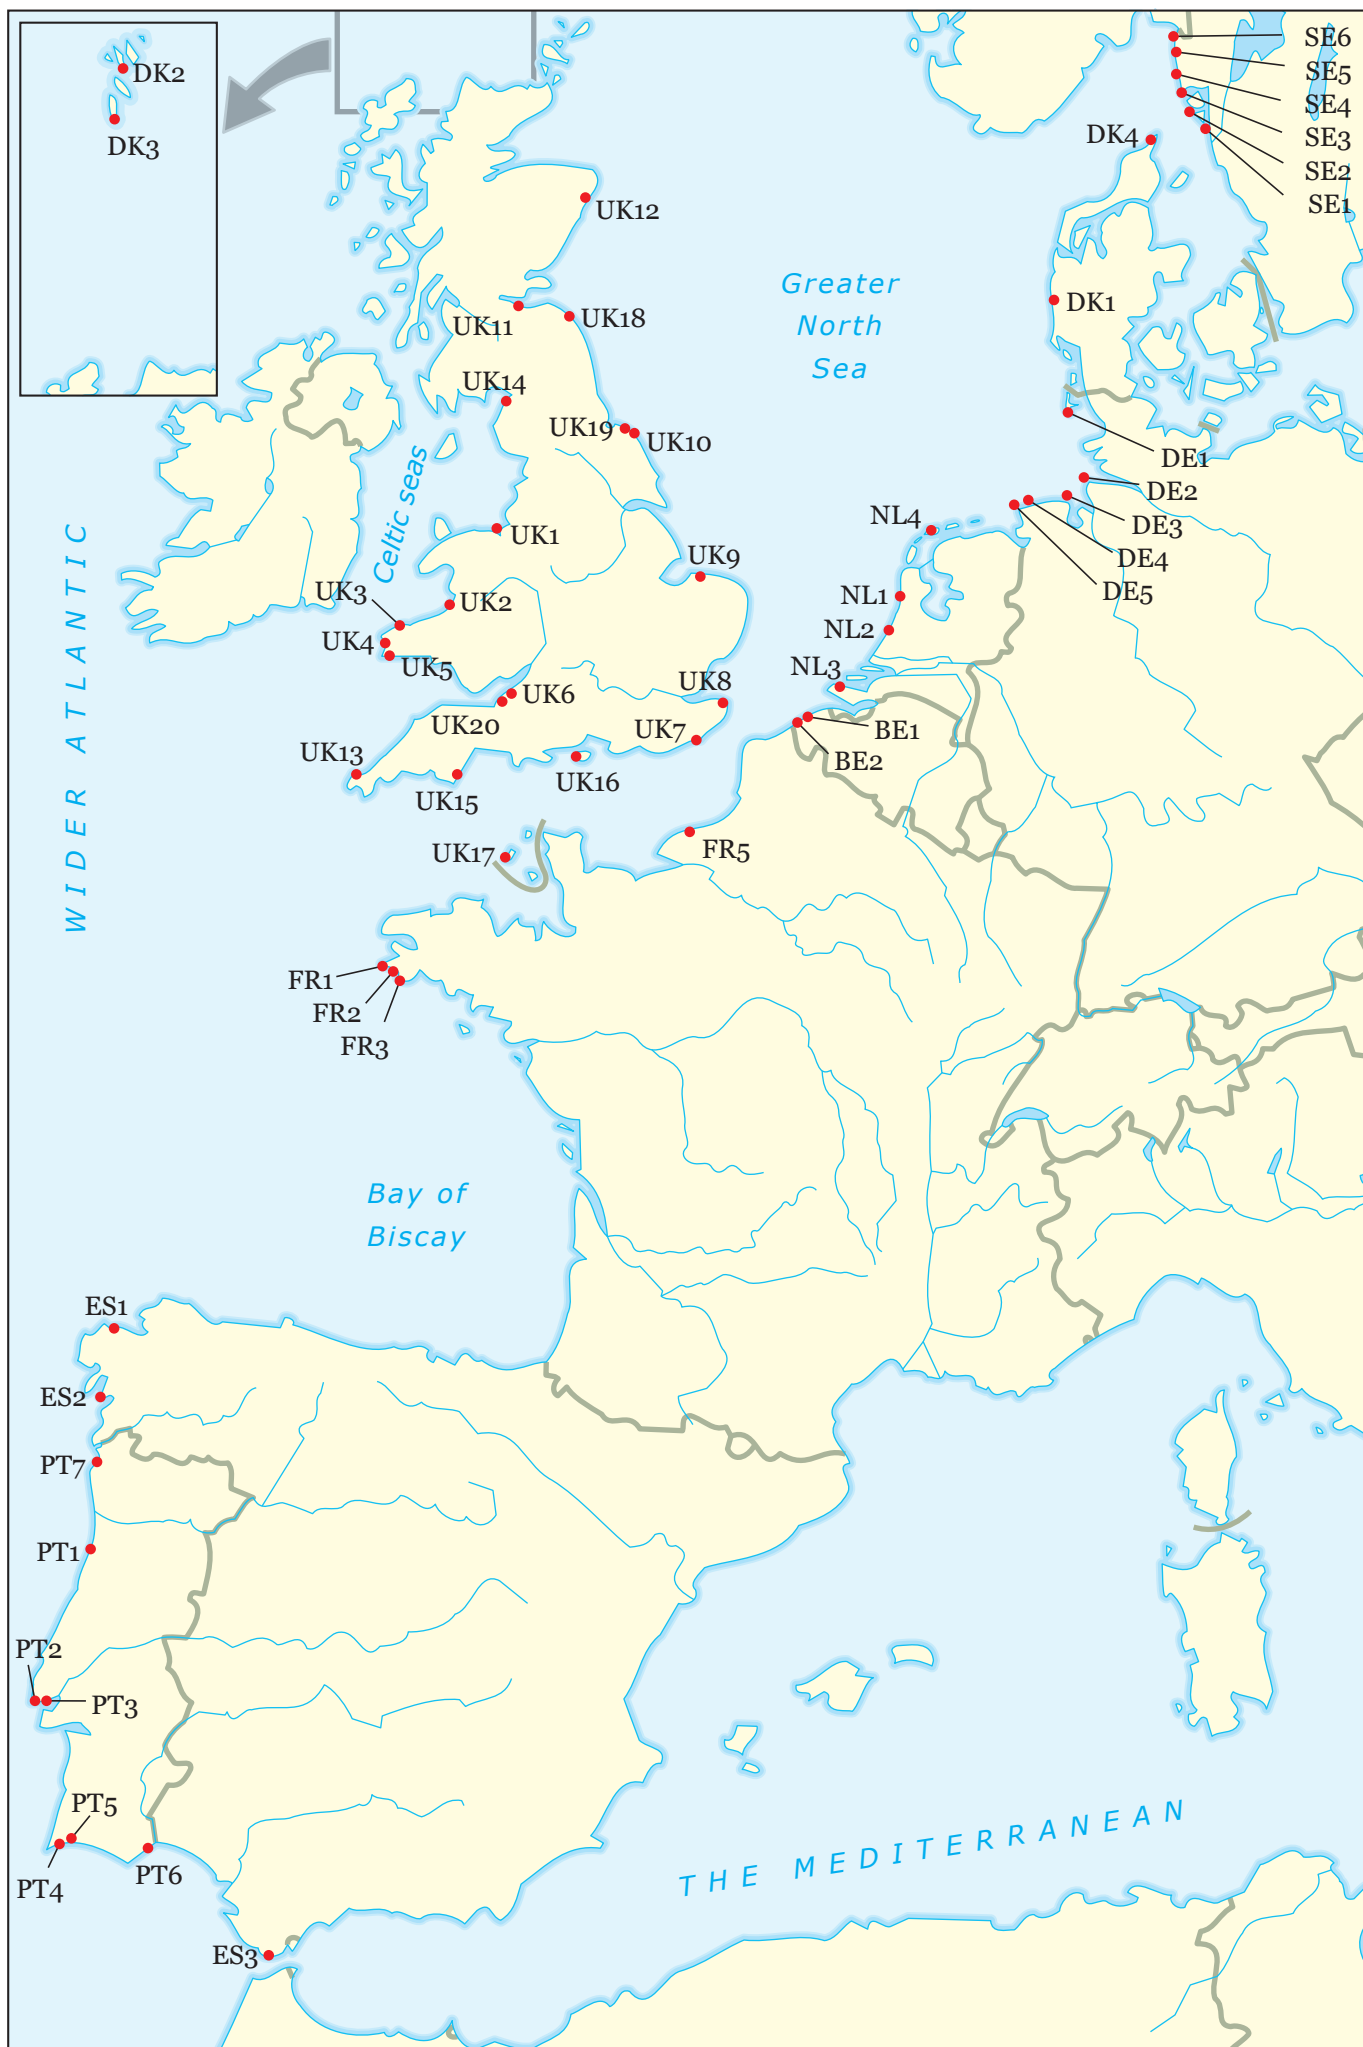 SE6
SE5
SE4
SE3
SE2
SE1
DK2
DK3
DK4
UK12
Greater
North
Sea
DK1
UK11
UK18
UK14
UK19
UK10
DE1
DE2
DE3
DE4
DE5
Celtic seas
WIDER ATLANTIC
NL4
UK1
UK9
UK3
UK2
NL1
NL2
UK4
UK5
NL3
UK6
UK8
UK20
UK7
BE1
BE2
UK13
UK15
UK16
UK17
FR5
FR1
FR2
FR3
Bay of
Biscay
ES1
ES2
PT7
PT1
PT2
PT3
PT5
PT4
PT6
THE MEDITERRANEAN
ES3